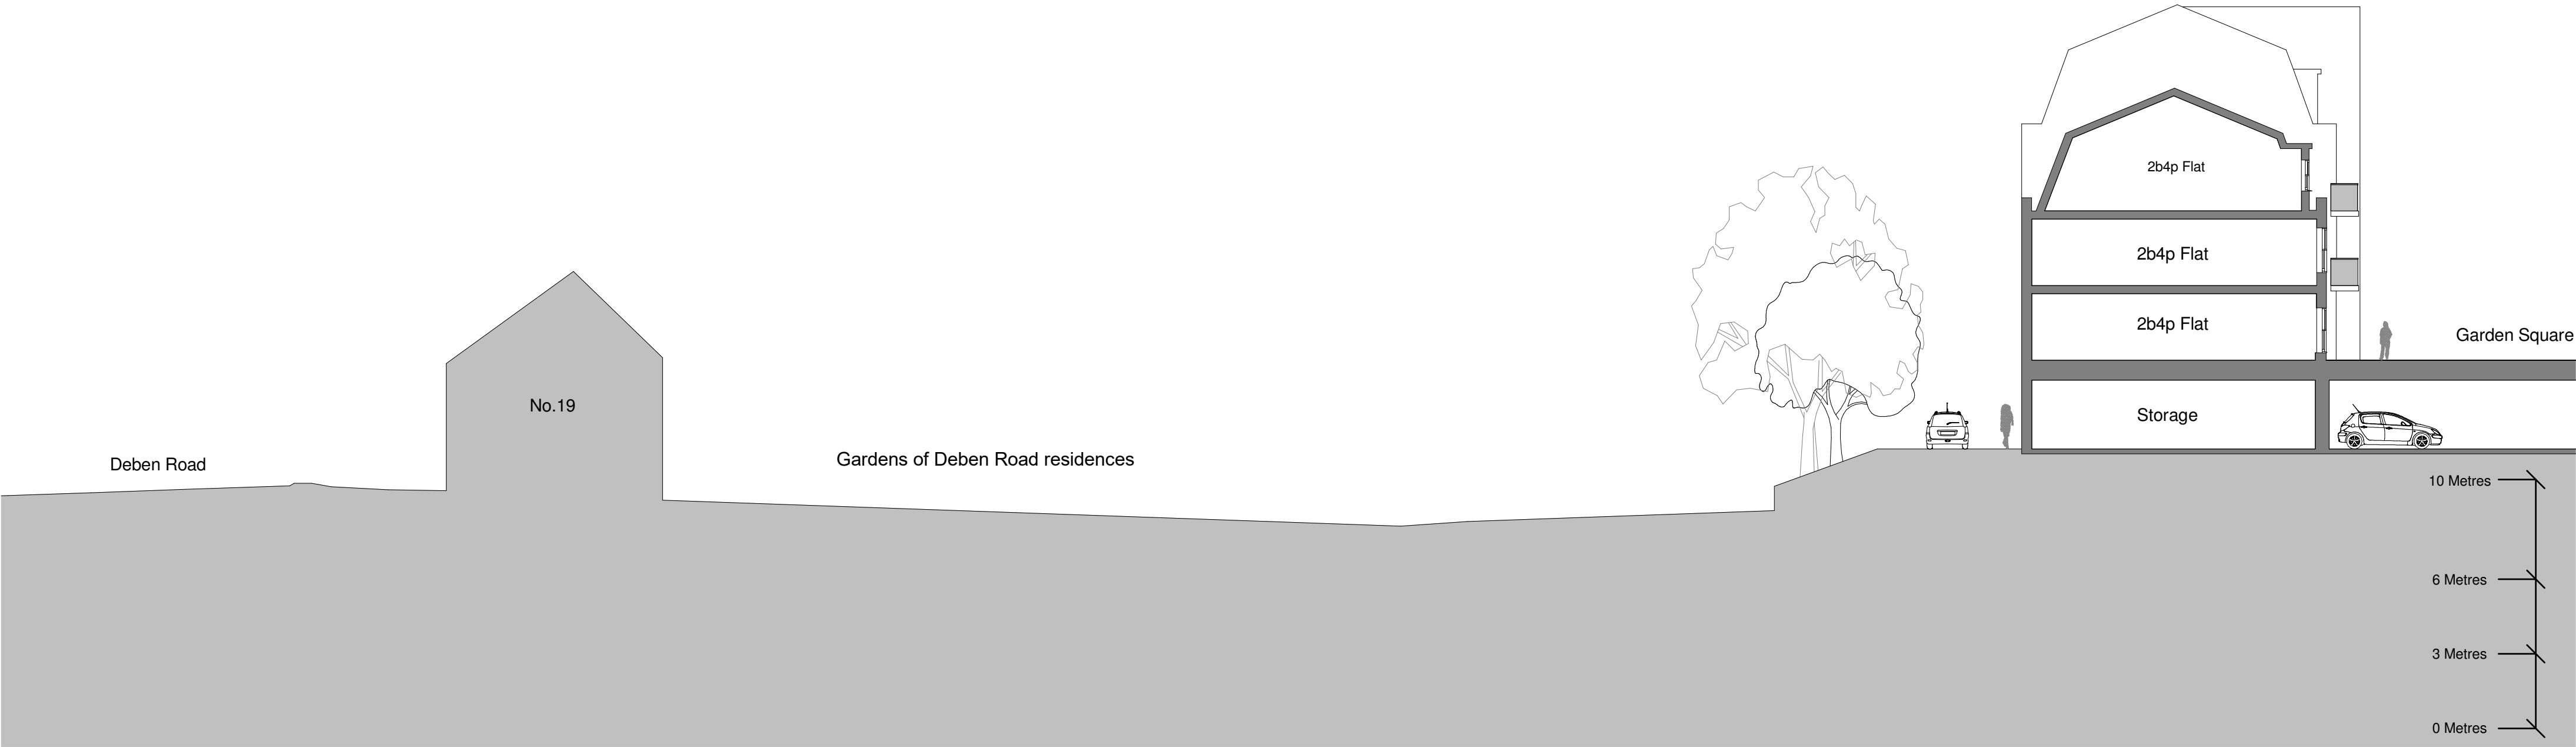 2b4p Flat
2b4p Flat
2b4p Flat
Garden Square
No.19
Storage
Deben Road
Gardens of Deben Road residences
10 Metres
6 Metres
3 Metres
0 Metres